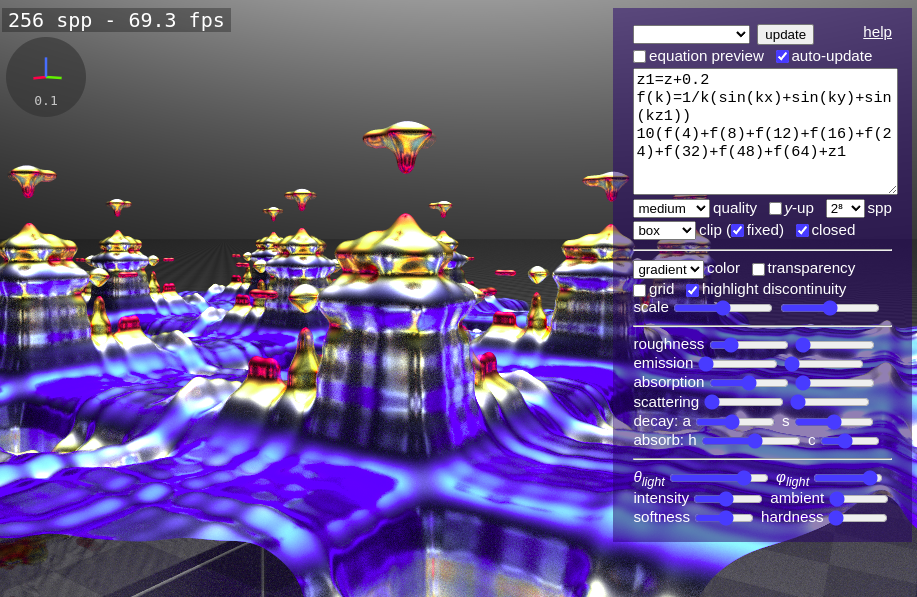 256 spp - 69.3 fps
0.1
update
help
equation preview auto-update
z1=z+0.2
f(k)=1/k(sin(kx)+sin(ky)+sin
(kz1))
10(f(4)+f(8)+f(12)+f(16)+f(2
4)+f(32)+f(48)+f(64)+z1
medium quality y-up 2⁸ spp
box clip (fixed) closed
gradient color transparency
grid highlight discontinuity
scale
roughness
emission
absorption
scattering
decay: a s
absorb: h c
θlight φlight
intensity ambient
softness hardness